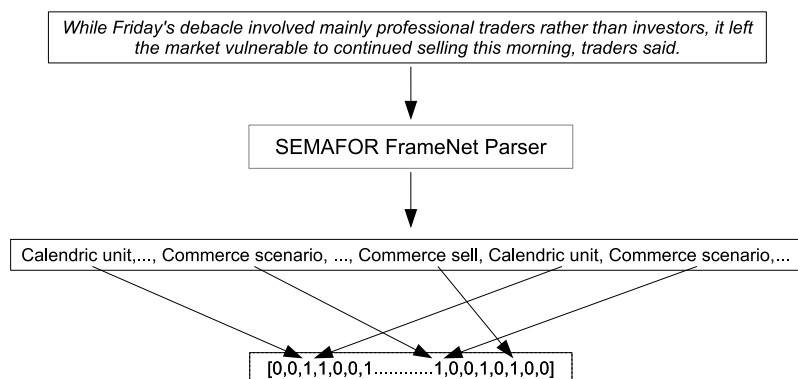 While Friday's debacle involved mainly professional traders rather than investors, it left
the market vulnerable to continued selling this morning, traders said.
SEMAFOR FrameNet Parser
Calendric unit,..., Commerce scenario, ..., Commerce sell, Calendric unit, Commerce scenario,...
[0,0,1,1,0,0,1............1,0,0,1,0,1,0,0]